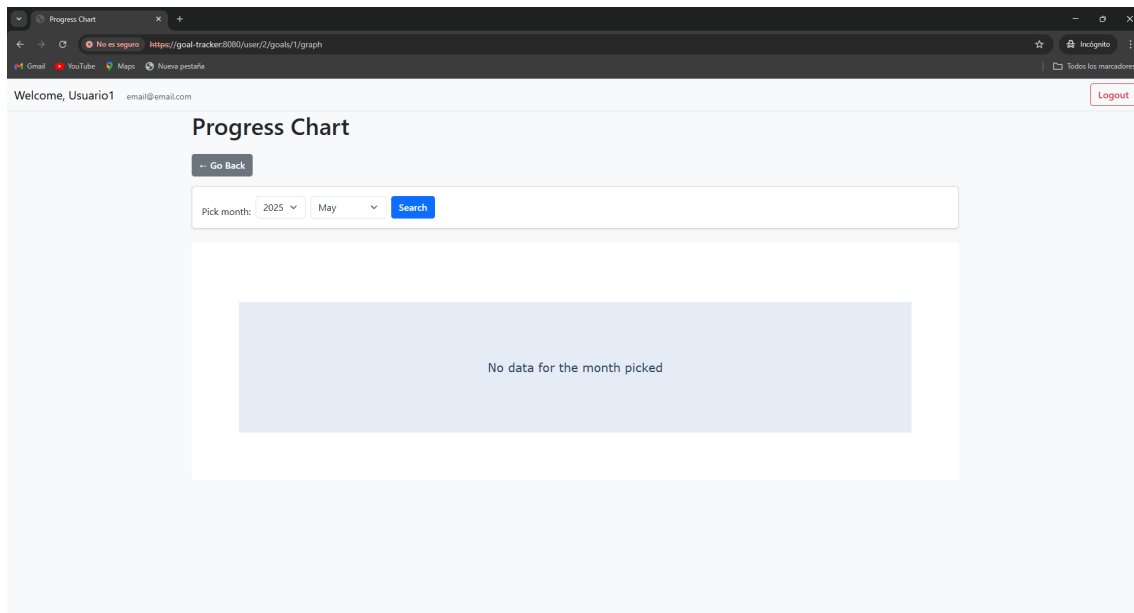 Progress Chart
No es seguro https://goal-tracker:8080/user/2/goals/1/graph Incógnito
Gmail YouTube Maps Nueva pestaña Todos los marcadores
Welcome, Usuario1 email@email.com Logout
Progress Chart
← Go Back
Pick month: 2025 May Search
No data for the month picked